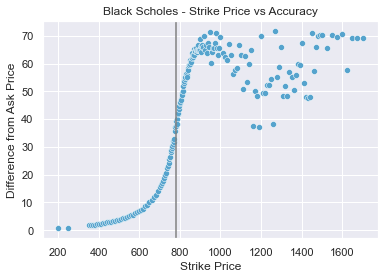 Black Scholes - Strike Price vs Accuracy
Difference from Ask Price
70
60
50
40
30
20
10
0
200 400 600 800 1000 1200 1400 1600
Strike Price